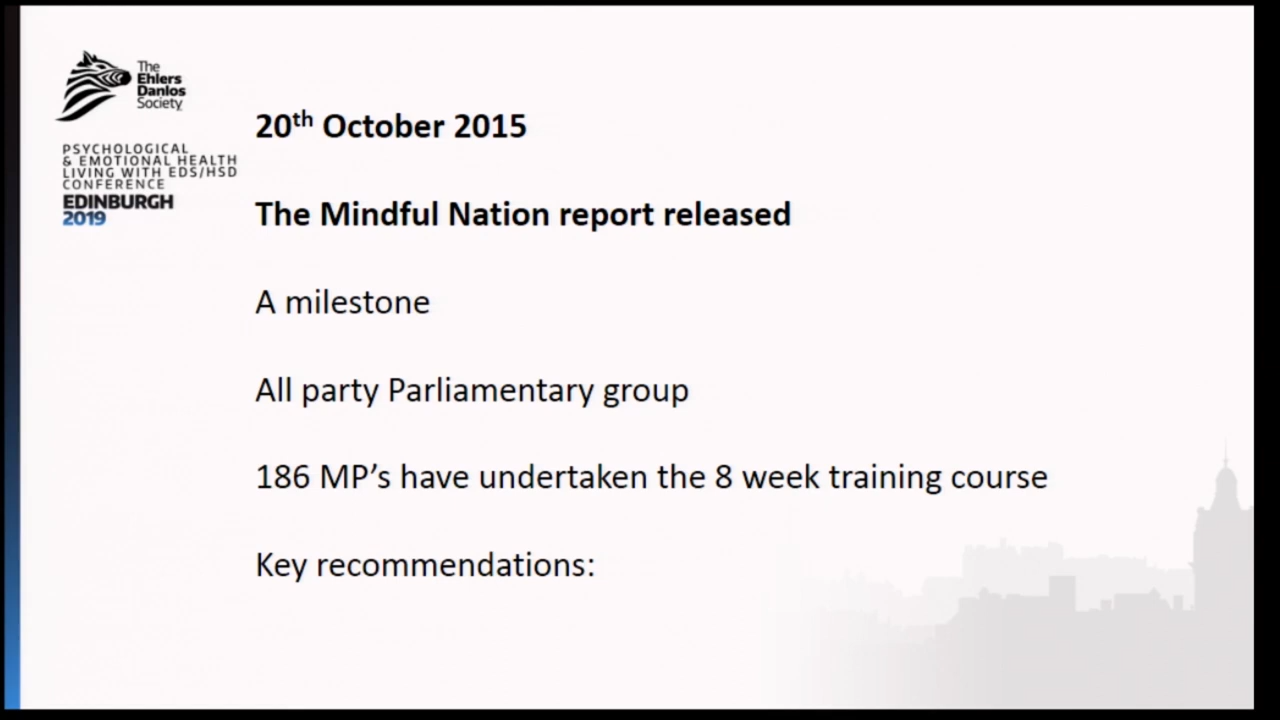 The
Ehlers
Danlos
Society
PSYCHOLOGICAL
& EMOTIONAL HEALTH
LIVING WITH EDS/HSD
CONFERENCE
EDINBURGH
2019
20th October 2015
The Mindful Nation report released
A milestone
All party Parliamentary group
186 MP’s have undertaken the 8 week training course
Key recommendations: